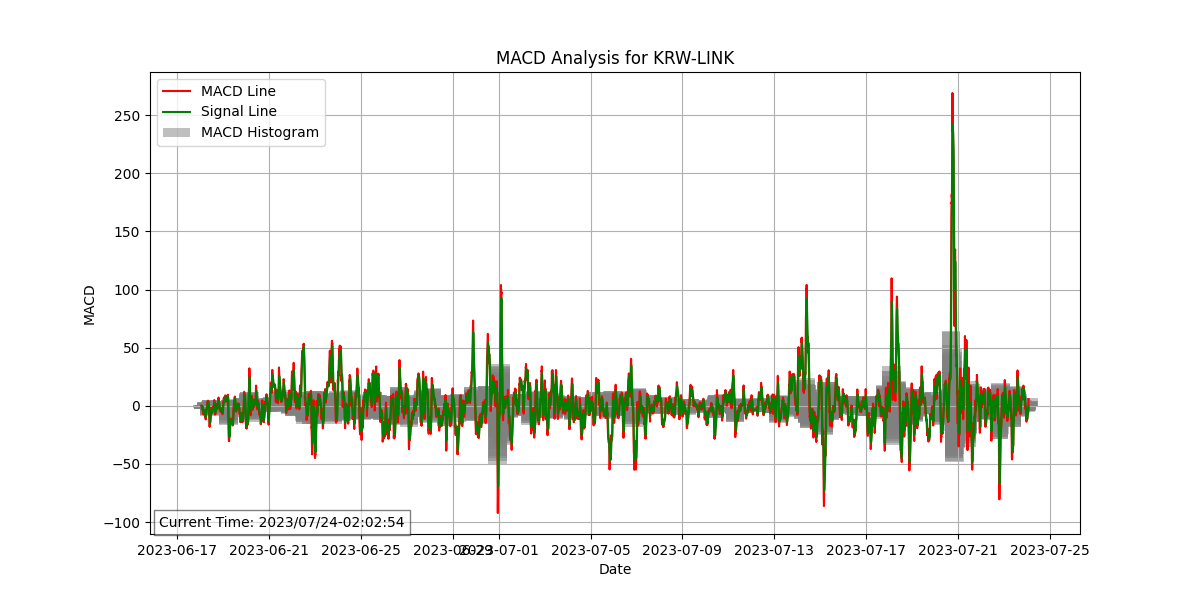 MACD Analysis for KRW-LINK
MACD Line
Signal Line
MACD Histogram
250
200
150
100
50
0
−50
−100
MACD
Current Time: 2023/07/24-02:02:54
2023-06-17 2023-06-21 2023-06-25 2023-06-29 2023-07-01 2023-07-05 2023-07-09 2023-07-13 2023-07-17 2023-07-21 2023-07-25
Date